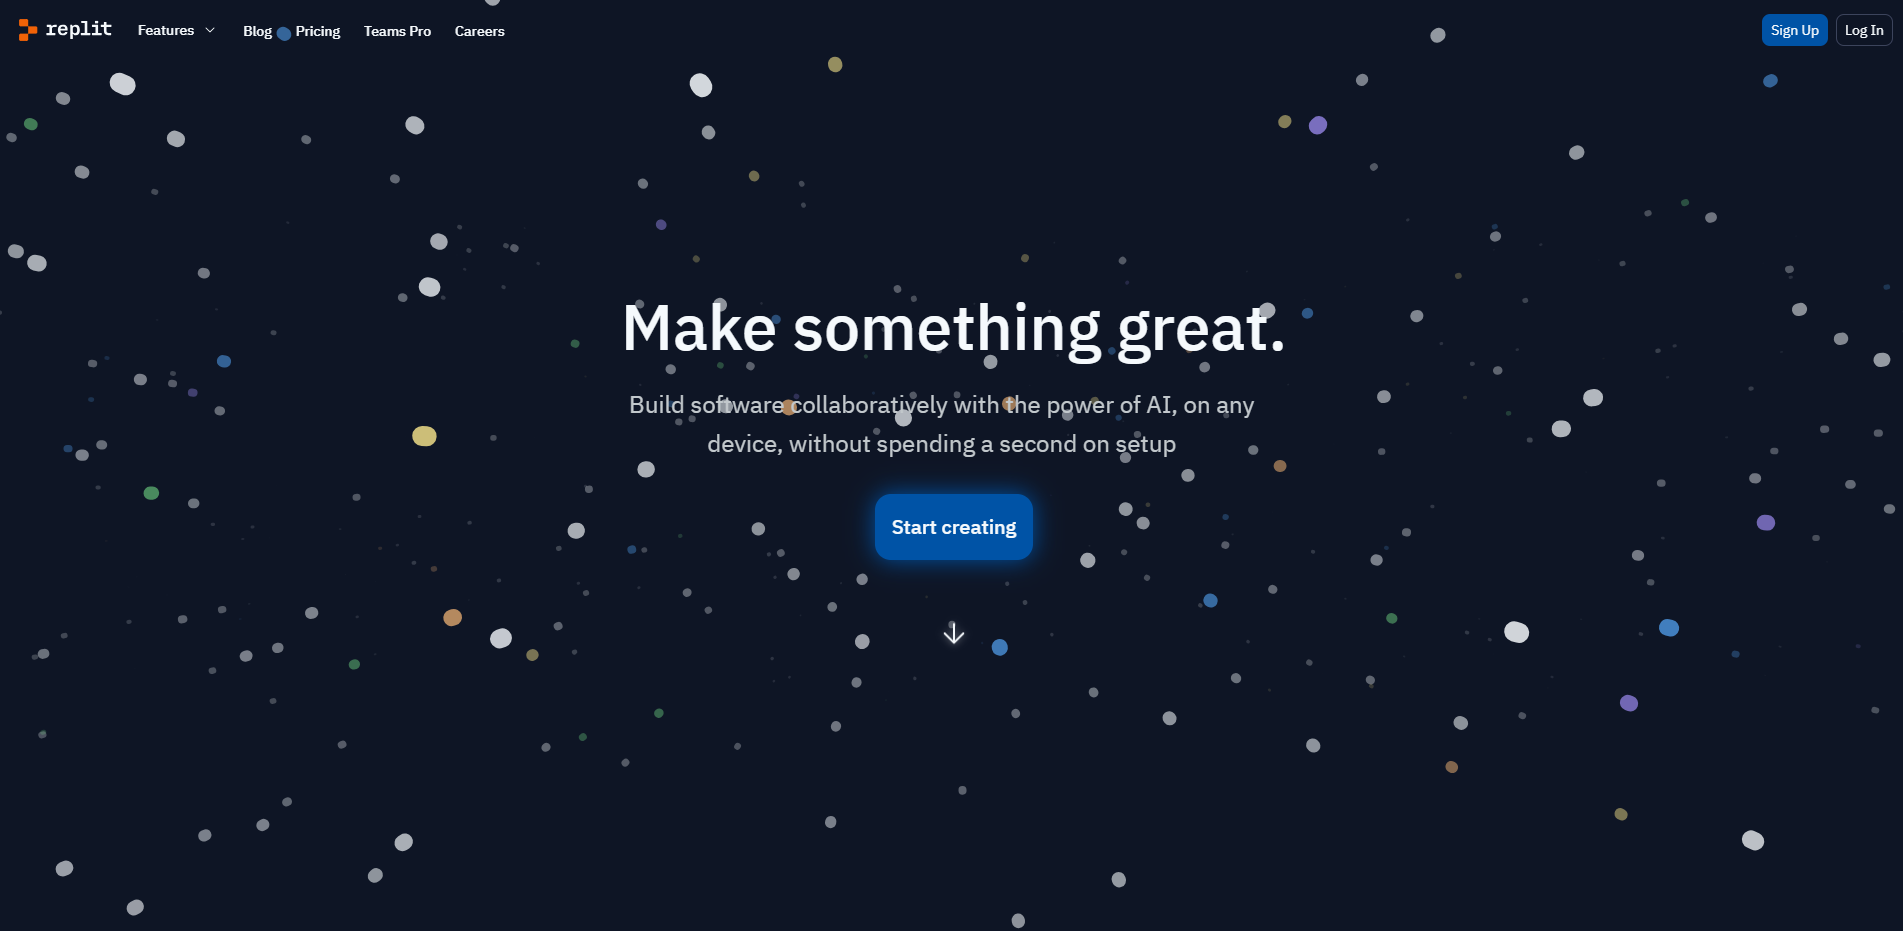 replit Features Blog Pricing Teams Pro Careers Sign Up Log In
Make something great.
Build software collaboratively with the power of AI, on any
device, without spending a second on setup
Start creating